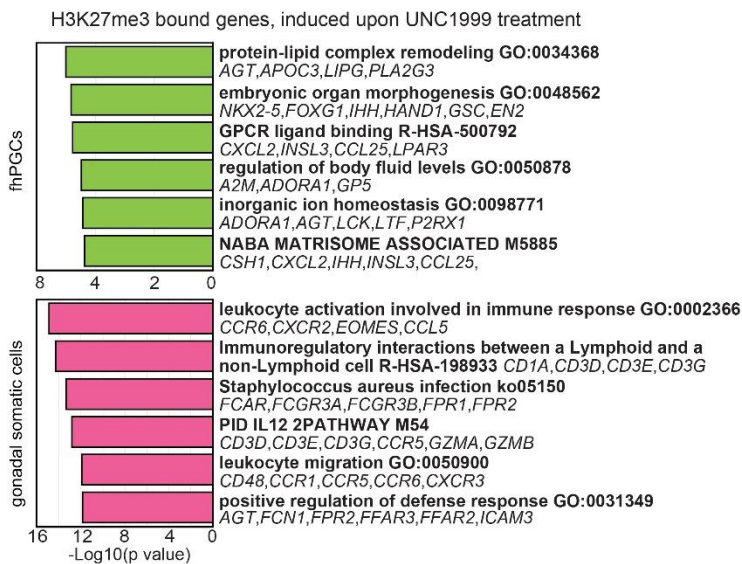 H3K27me3 bound genes, induced upon UNC1999 treatment
fhPGCs
protein-lipid complex remodeling GO:0034368
AGT,APOC3,LIPG,PLA2G3
embryonic organ morphogenesis GO:0048562
NKX2-5,FOXG1,IHH,HAND1,GSC,EN2
GPCR ligand binding R-HSA-500792
CXCL2,INSL3,CCL25,LPAR3
regulation of body fluid levels GO:0050878
A2M,ADORA1,GP5
inorganic ion homeostasis GO:0098771
ADORA1,AGT,LCK,LTF,P2RX1
NABA MATRISOME ASSOCIATED M5885
CSH1,CXCL2,IHH,INSL3,CCL25,
8 4 2 0
gonadal somatic cells
leukocyte activation involved in immune response GO:0002366
CCR6,CXCR2,EOMES,CCL5
Immunoregulatory interactions between a Lymphoid and a
non-Lymphoid cell R-HSA-198933 CD1A,CD3D,CD3E,CD3G
Staphylococcus aureus infection ko05150
FCAR,FCGR3A,FCGR3B,FPR1,FPR2
PID IL12 2PATHWAY M54
CD3D,CD3E,CD3G,CCR5,GZMA,GZMB
leukocyte migration GO:0050900
CD48,CCR1,CCR5,CCR6,CXCR3
positive regulation of defense response GO:0031349
AGT,FCN1,FPR2,FFAR3,FFAR2,ICAM3
16 12 8 4 0
-Log10(p value)